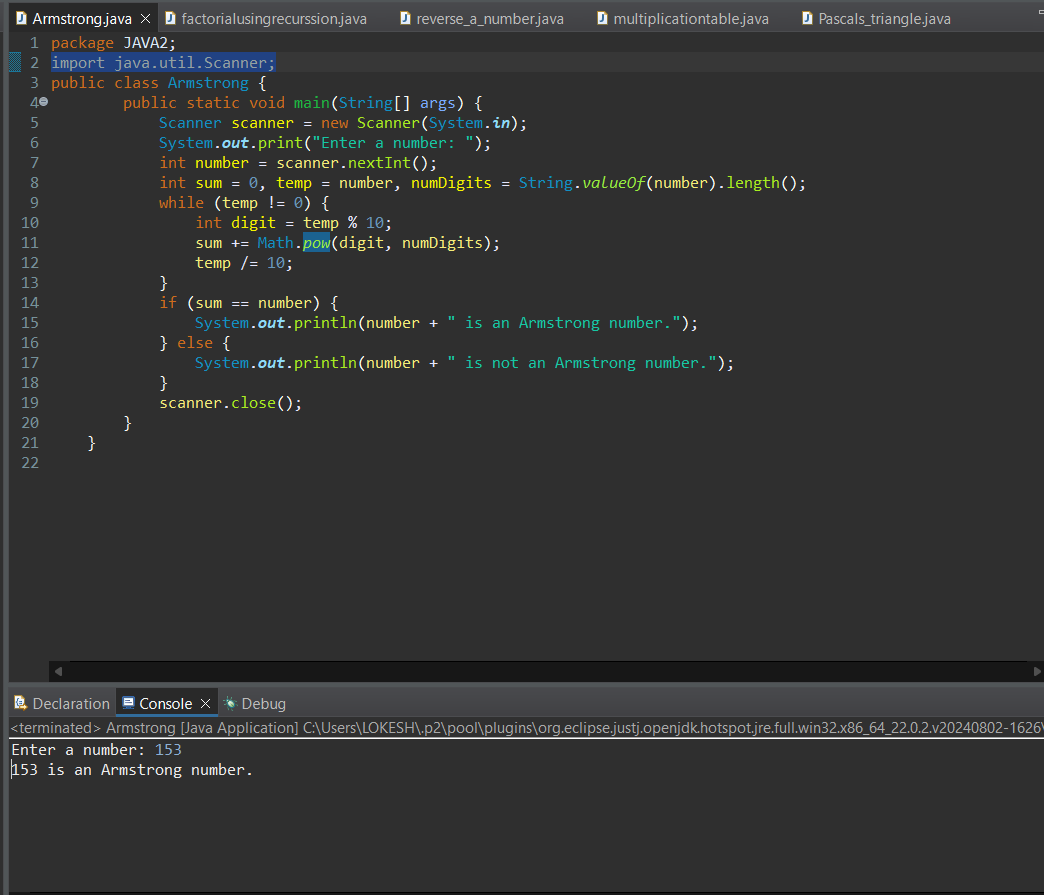 Armstrong.java factorialusingrecurssion.java reverse_a_number.java multiplicationtable.java Pascals_triangle.java
1 package JAVA2;
2 import java.util.Scanner;
3 public class Armstrong {
4 public static void main(String[] args) {
5 Scanner scanner = new Scanner(System.in);
6 System.out.print("Enter a number: ");
7 int number = scanner.nextInt();
8 int sum = 0, temp = number, numDigits = String.valueOf(number).length();
9 while (temp != 0) {
10 int digit = temp % 10;
11 sum += Math.pow(digit, numDigits);
12 temp /= 10;
13 }
14 if (sum == number) {
15 System.out.println(number + " is an Armstrong number.");
16 } else {
17 System.out.println(number + " is not an Armstrong number.");
18 }
19 scanner.close();
20 }
21 }
22
Declaration Console Debug
<terminated> Armstrong [Java Application] C:\Users\LOKESH\.p2\pool\plugins\org.eclipse.justj.openjdk.hotspot.jre.full.win32.x86_64_22.0.2.v20240802-1626\
Enter a number: 153
153 is an Armstrong number.